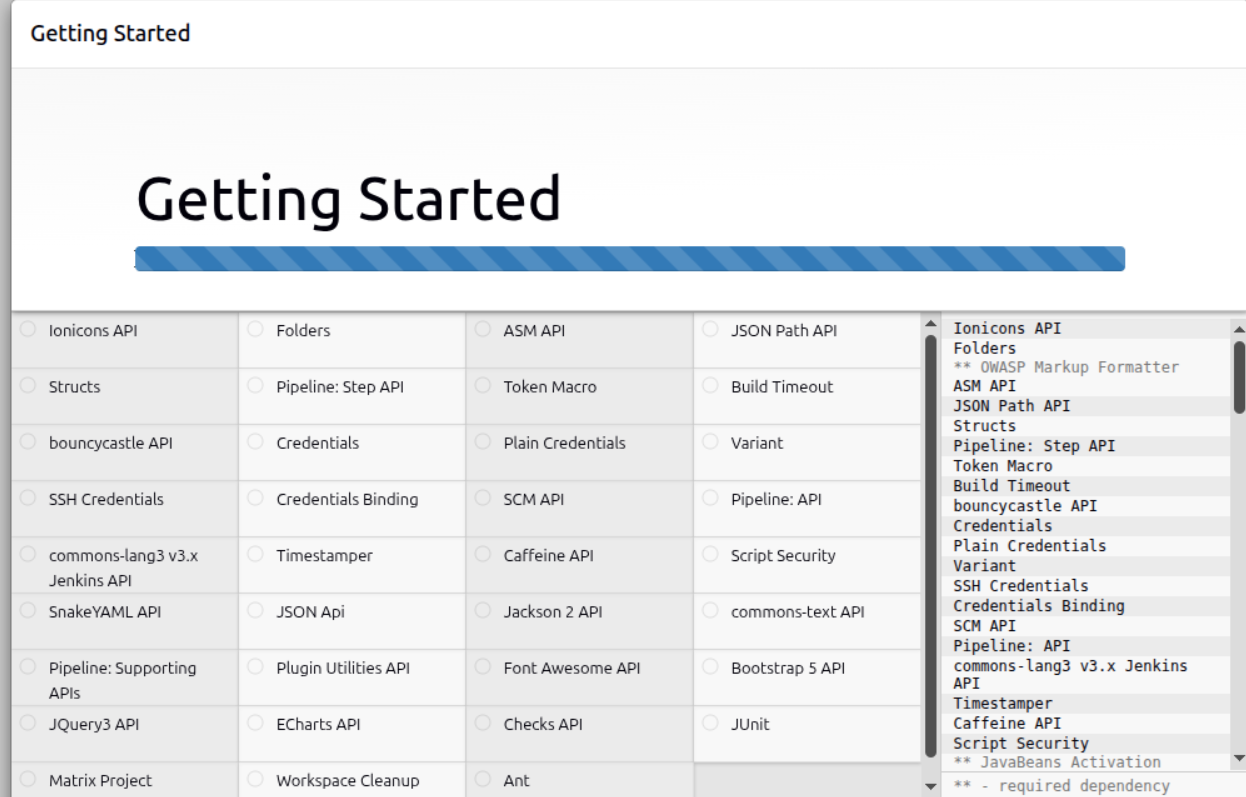 Getting Started
Getting Started
Ionicons API
Folders
ASM API
JSON Path API
Structs
Pipeline: Step API
Token Macro
Build Timeout
bouncycastle API
Credentials
Plain Credentials
Variant
SSH Credentials
Credentials Binding
SCM API
Pipeline: API
commons-lang3 v3.x
Jenkins API
Timestamper
Caffeine API
Script Security
SnakeYAML API
JSON Api
Jackson 2 API
commons-text API
Pipeline: Supporting
APIs
Plugin Utilities API
Font Awesome API
Bootstrap 5 API
JQuery3 API
ECharts API
Checks API
JUnit
Matrix Project
Workspace Cleanup
Ant
Ionicons API
Folders
** OWASP Markup Formatter
ASM API
JSON Path API
Structs
Pipeline: Step API
Token Macro
Build Timeout
bouncycastle API
Credentials
Plain Credentials
Variant
SSH Credentials
Credentials Binding
SCM API
Pipeline: API
commons-lang3 v3.x Jenkins
API
Timestamper
Caffeine API
Script Security
** JavaBeans Activation
** - required dependency